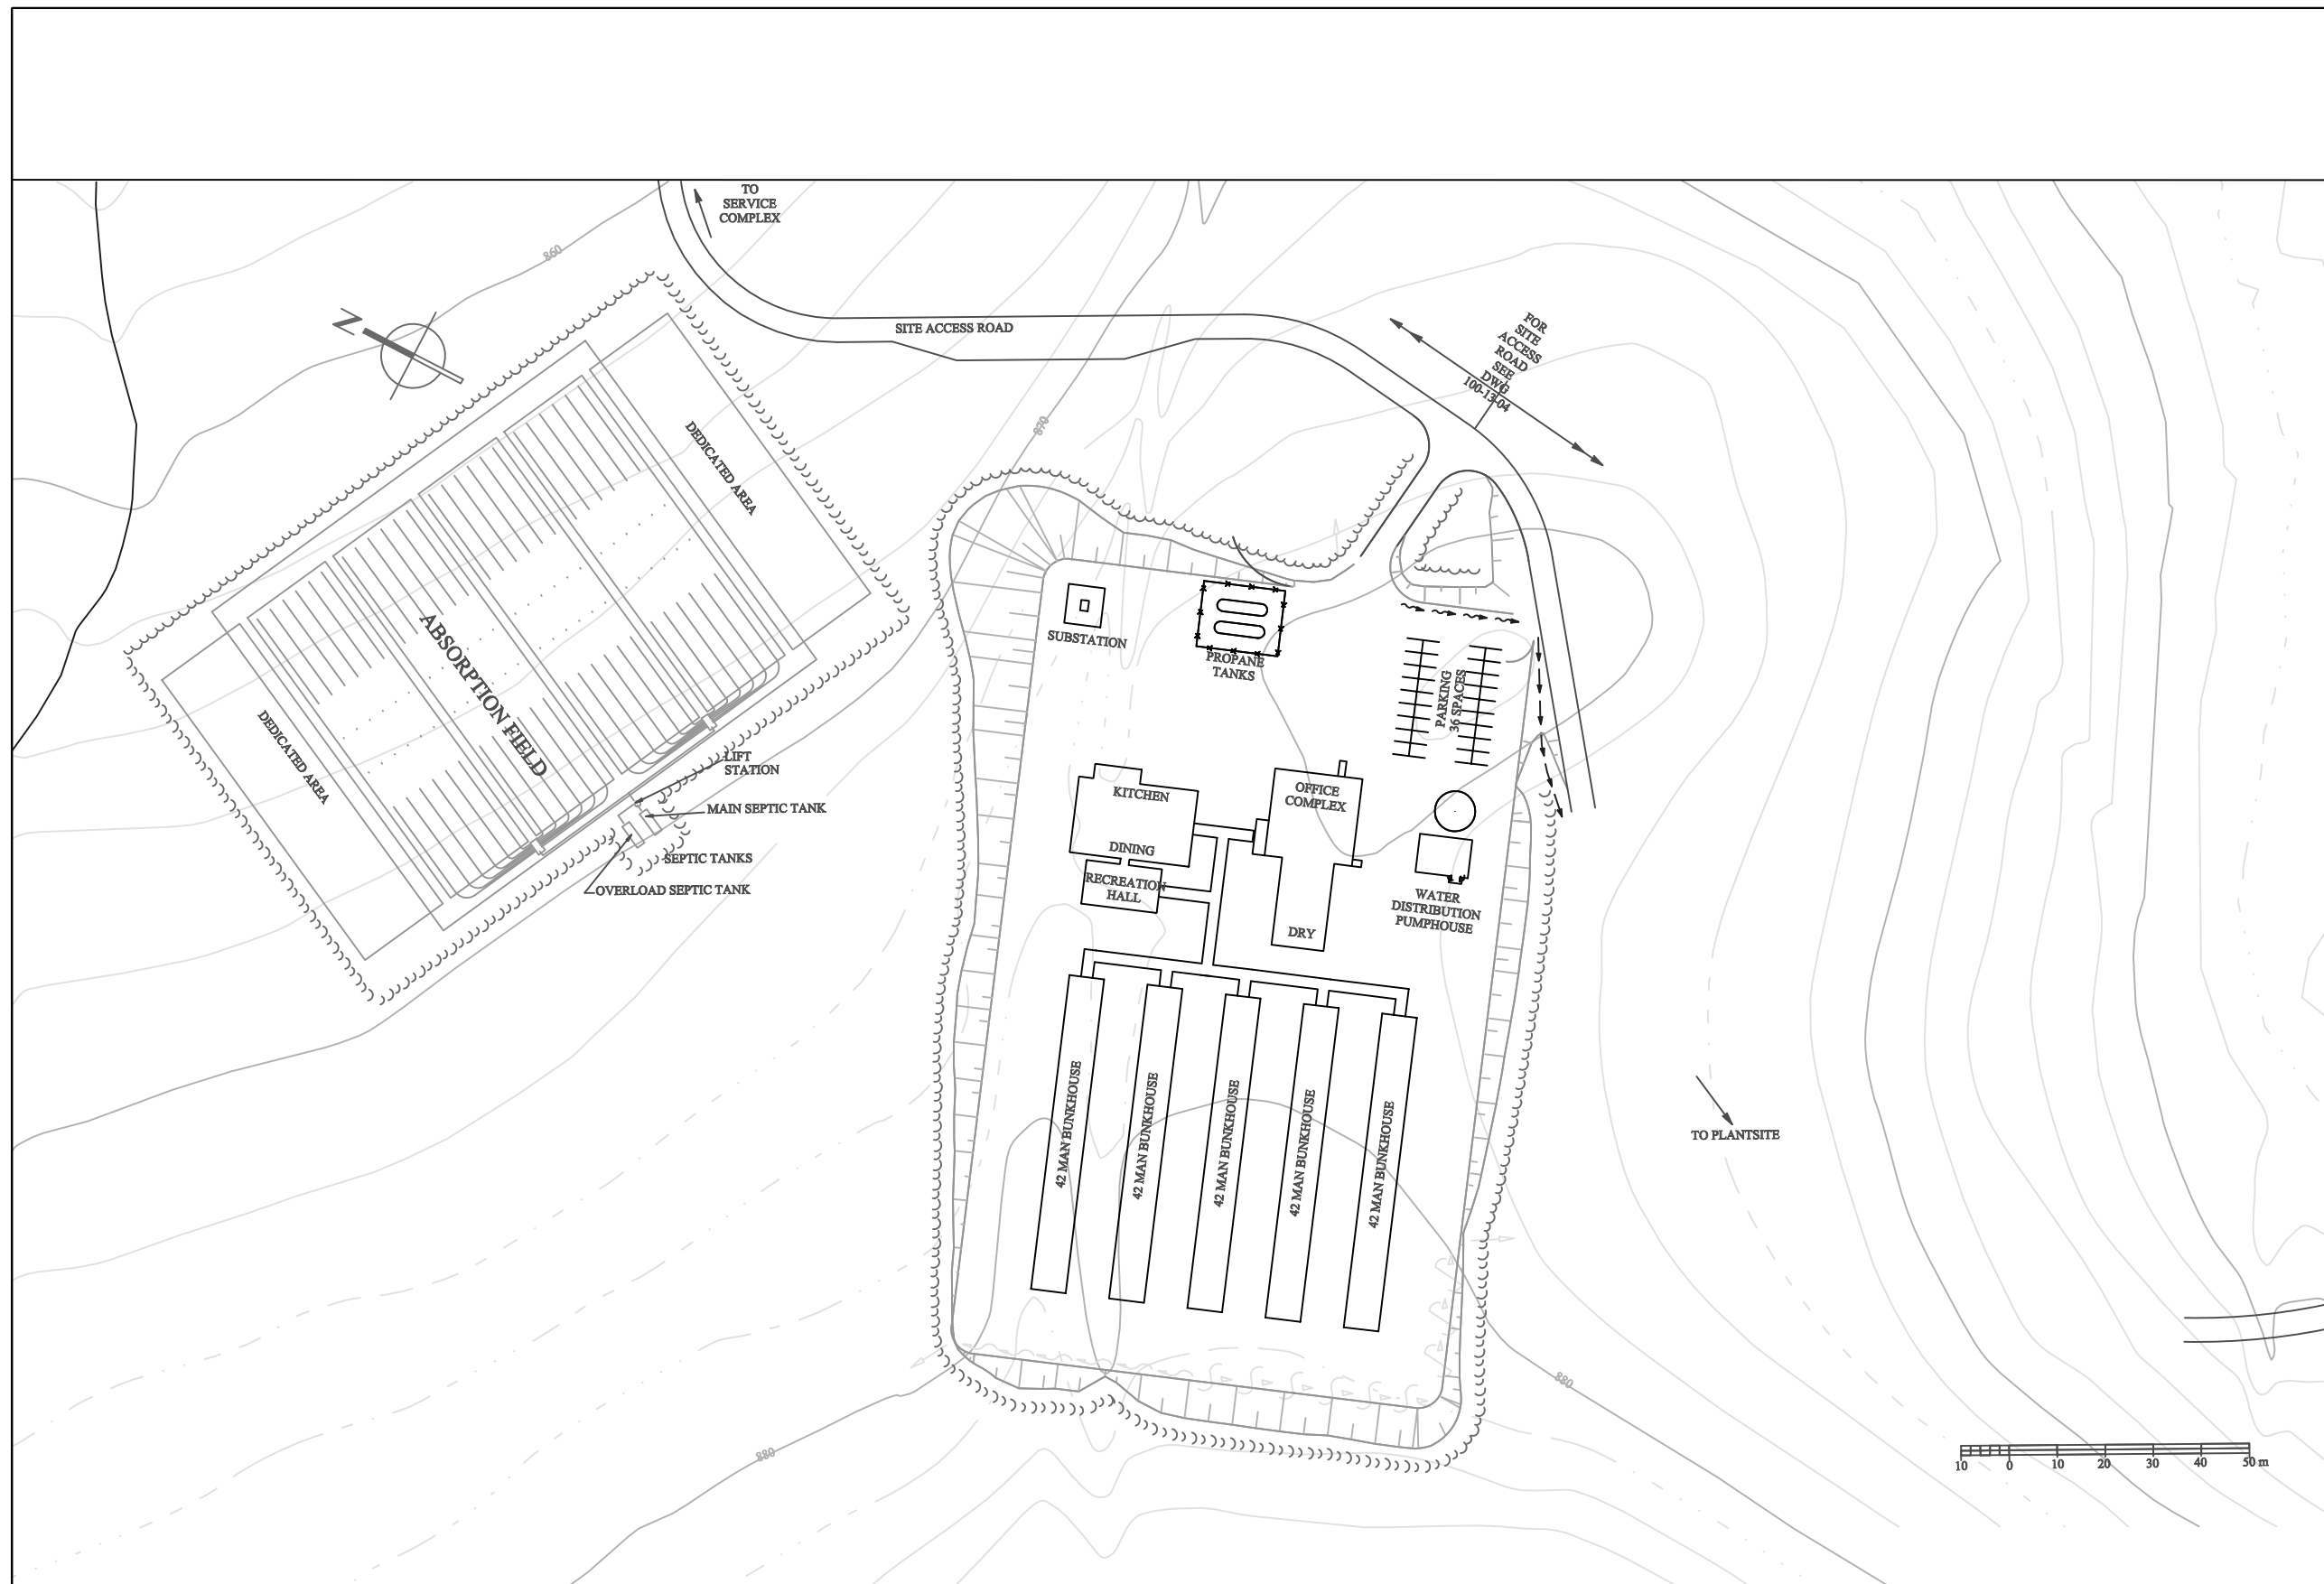 TO
SERVICE
COMPLEX
860
N
SITE ACCESS ROAD
FOR
SITE
ACCESS
ROAD
SEE
DWG
100-13-04
870
DEDICATED AREA
ABSORPTION FIELD
DEDICATED AREA
SUBSTATION
PROPANE
TANKS
PARKING
36 SPACES
LIFT
STATION
MAIN SEPTIC TANK
SEPTIC TANKS
OVERLOAD SEPTIC TANK
KITCHEN
DINING
RECREATION
HALL
OFFICE
COMPLEX
DRY
WATER
DISTRIBUTION
PUMPHOUSE
42 MAN BUNKHOUSE
42 MAN BUNKHOUSE
42 MAN BUNKHOUSE
42 MAN BUNKHOUSE
42 MAN BUNKHOUSE
TO PLANTSITE
880
880
10 0 10 20 30 40 50 m